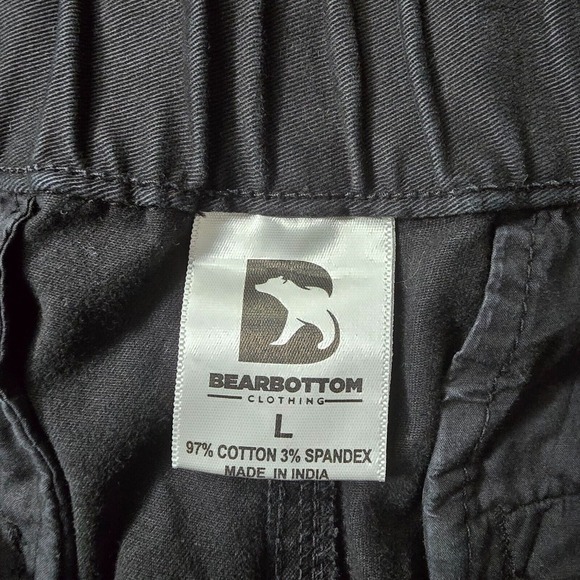 B
BEARBOTTOM
CLOTHING
L
97% COTTON 3% SPANDEX
MADE IN INDIA